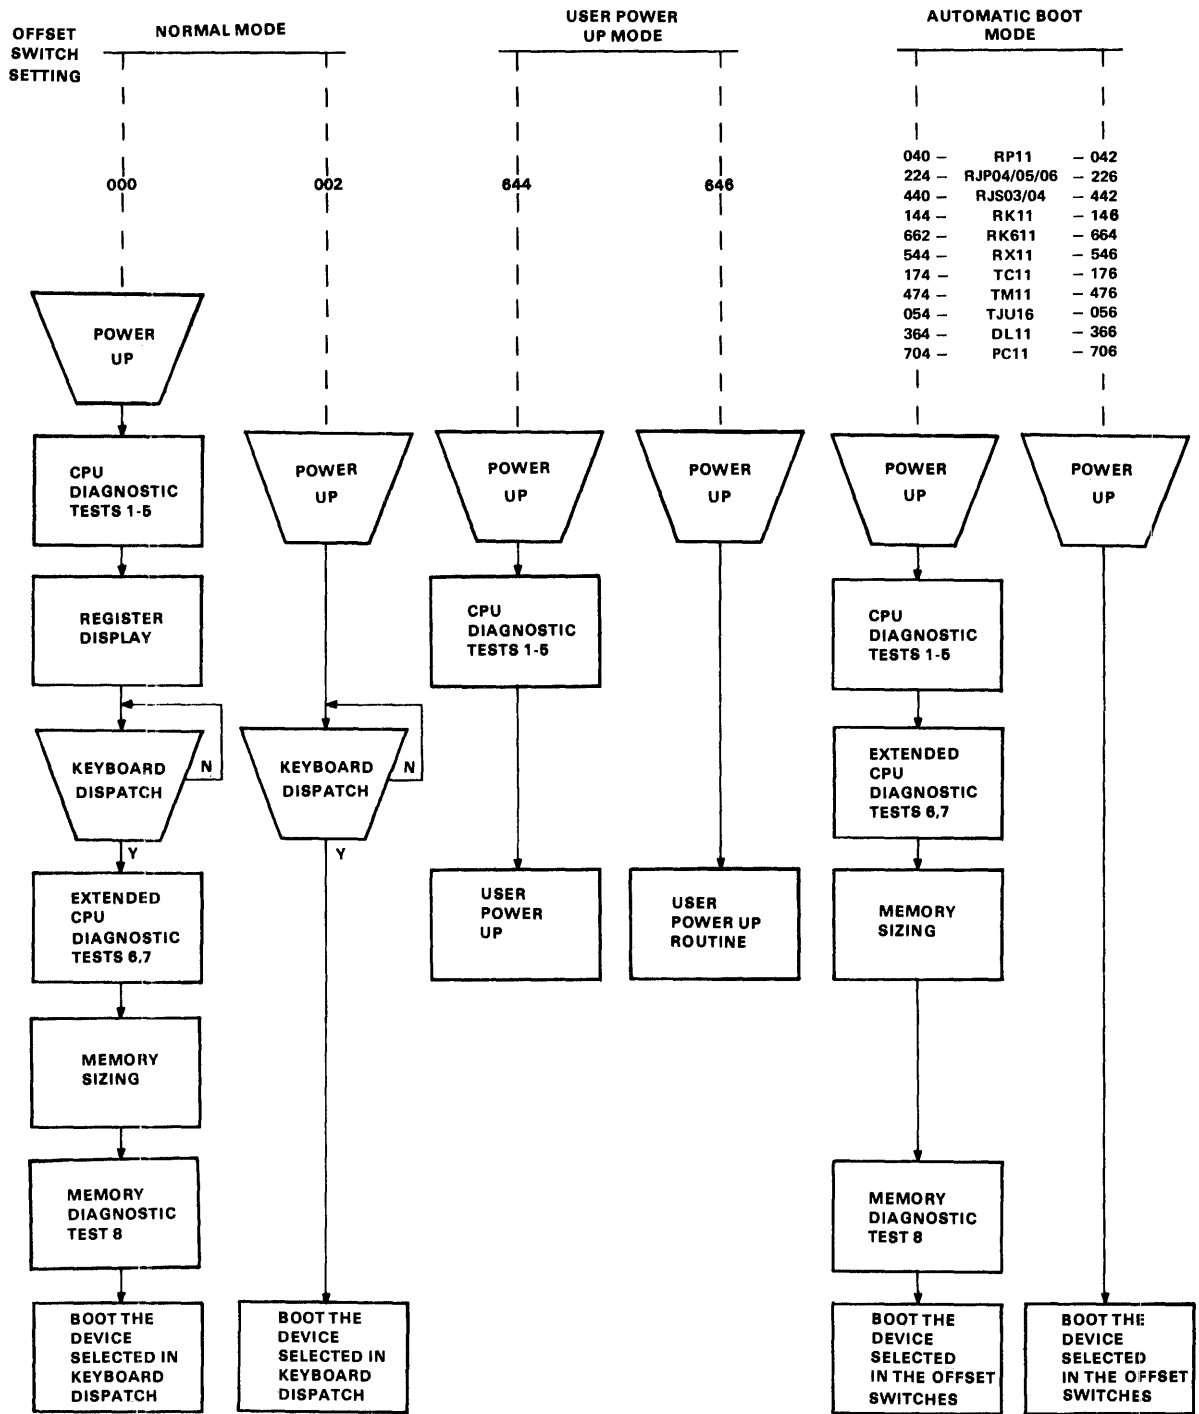 OFFSET
SWITCH
SETTING
NORMAL MODE
USER POWER
UP MODE
AUTOMATIC BOOT
MODE
000
002
644
646
040 – RP11 – 042
224 – RJP04/05/06 – 226
440 – RJS03/04 – 442
144 – RK11 – 146
662 – RK611 – 664
544 – RX11 – 546
174 – TC11 – 176
474 – TM11 – 476
054 – TJU16 – 056
364 – DL11 – 366
704 – PC11 – 706
POWER
UP
CPU
DIAGNOSTIC
TESTS 1-5
REGISTER
DISPLAY
KEYBOARD
DISPATCH
N
Y
EXTENDED
CPU
DIAGNOSTIC
TESTS 6,7
MEMORY
SIZING
MEMORY
DIAGNOSTIC
TEST 8
BOOT THE
DEVICE
SELECTED IN
KEYBOARD
DISPATCH
POWER
UP
KEYBOARD
DISPATCH
N
Y
BOOT THE
DEVICE
SELECTED IN
KEYBOARD
DISPATCH
POWER
UP
CPU
DIAGNOSTIC
TESTS 1-5
USER
POWER
UP
POWER
UP
USER
POWER UP
ROUTINE
POWER
UP
CPU
DIAGNOSTIC
TESTS 1-5
EXTENDED
CPU
DIAGNOSTIC
TESTS 6,7
MEMORY
SIZING
MEMORY
DIAGNOSTIC
TEST 8
BOOT THE
DEVICE
SELECTED
IN THE OFFSET
SWITCHES
POWER
UP
BOOT THE
DEVICE
SELECTED
IN THE OFFSET
SWITCHES